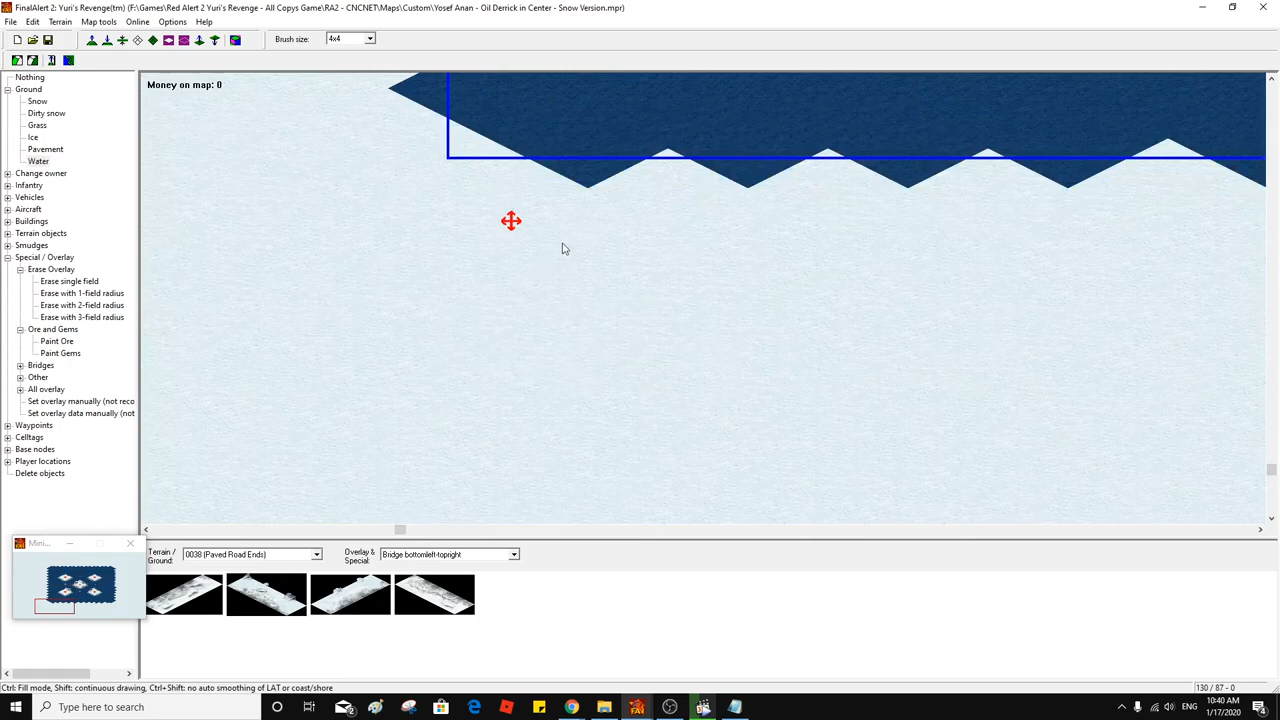 FinalAlert 2: Yuri's Revenge(tm) (F:\Games\Red Alert 2 Yuri's Revenge - All Copys Game\RA2 - CNCNET\Maps\Custom\Yosef Anan - Oil Derrick in Center - Snow Version.mpr)
File Edit Terrain Map tools Online Options Help
Brush size: 4x4
Nothing
Ground
Snow
Dirty snow
Grass
Ice
Pavement
Water
Change owner
Infantry
Vehicles
Aircraft
Buildings
Terrain objects
Smudges
Special / Overlay
Erase Overlay
Erase single field
Erase with 1-field radius
Erase with 2-field radius
Erase with 3-field radius
Ore and Gems
Paint Ore
Paint Gems
Bridges
Other
All overlay
Set overlay manually (not reco
Set overlay data manually (not
Waypoints
Celltags
Base nodes
Player locations
Delete objects
Money on map: 0
Mini...
Terrain / Ground: 0038 (Paved Road Ends)
Overlay & Special: Bridge bottomleft-topright
Ctrl: Fill mode, Shift: continuous drawing, Ctrl+Shift: no auto smoothing of LAT or coast/shore
130 / 87 - 0
Type here to search
10:40 AM
1/17/2020